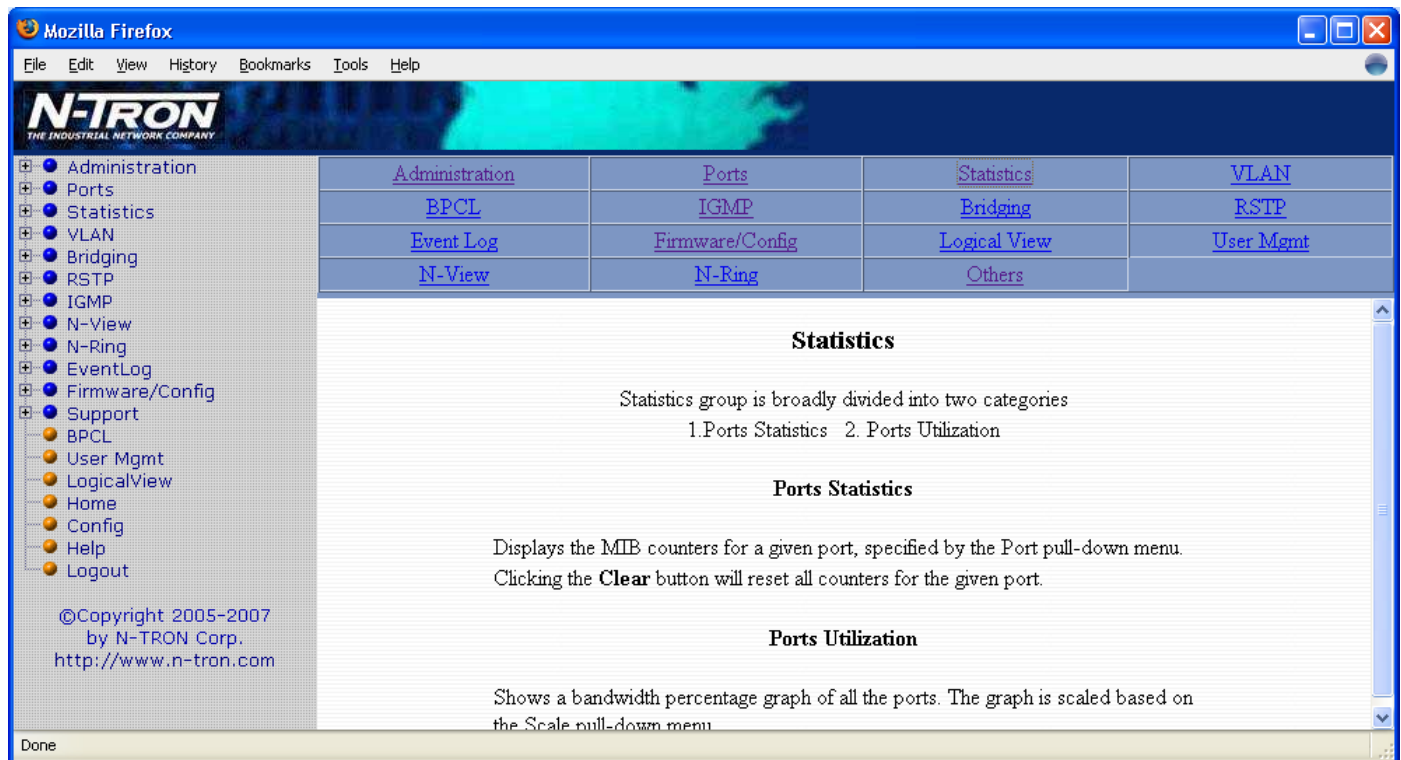 Mozilla Firefox
File Edit View History Bookmarks Tools Help
N-TRON
THE INDUSTRIAL NETWORK COMPANY
Administration
Ports
Statistics
VLAN
Bridging
RSTP
IGMP
N-View
N-Ring
EventLog
Firmware/Config
Support
BPCL
User Mgmt
LogicalView
Home
Config
Help
Logout
©Copyright 2005-2007
by N-TRON Corp.
http://www.n-tron.com
Administration Ports Statistics VLAN
BPCL IGMP Bridging RSTP
Event Log Firmware/Config Logical View User Mgmt
N-View N-Ring Others
Statistics
Statistics group is broadly divided into two categories
1.Ports Statistics 2. Ports Utilization
Ports Statistics
Displays the MIB counters for a given port, specified by the Port pull-down menu.
Clicking the Clear button will reset all counters for the given port.
Ports Utilization
Shows a bandwidth percentage graph of all the ports. The graph is scaled based on
the Scale pull-down menu
Done